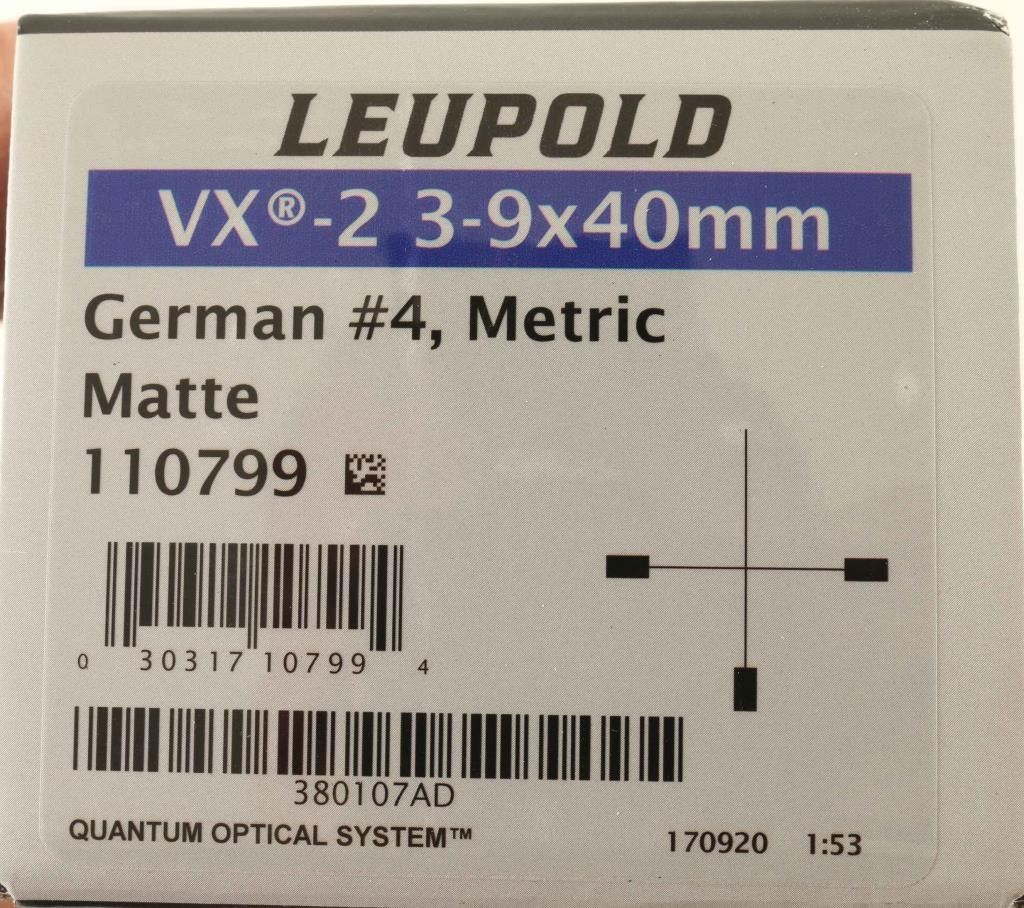 LEUPOLD
VX®-2 3-9x40mm
German #4, Metric
Matte
110799
0 30317 10799 4
380107AD
QUANTUM OPTICAL SYSTEM™
170920 1:53